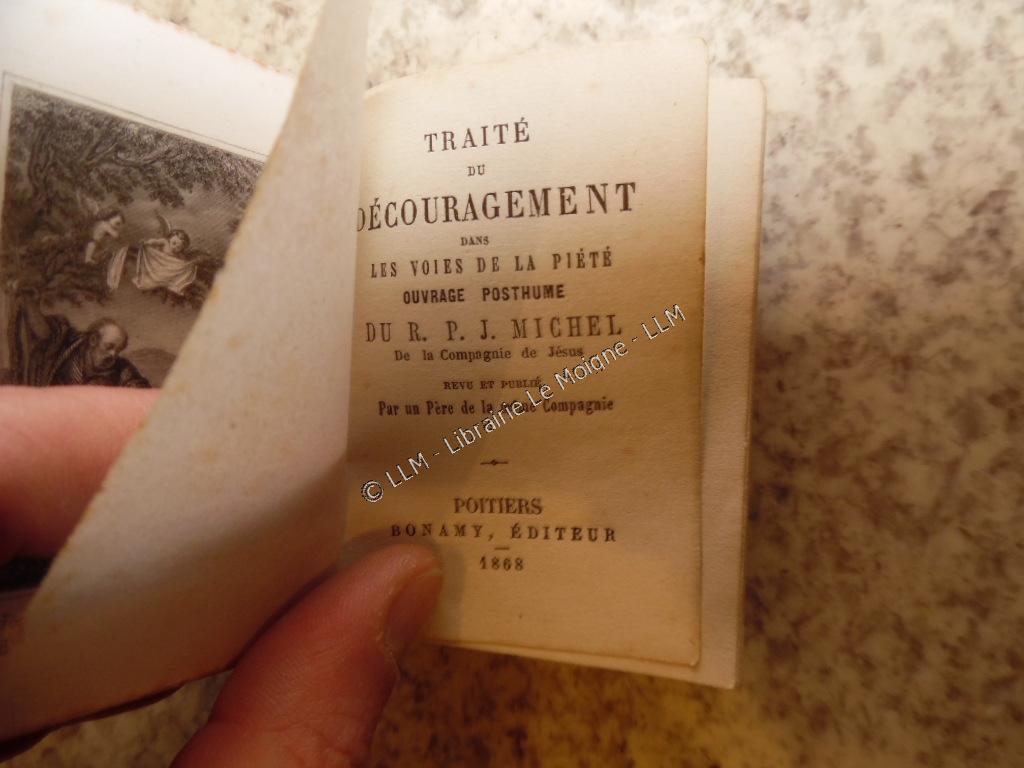 TRAITÉ
DU
DÉCOURAGEMENT
DANS
LES VOIES DE LA PIÉTÉ
OUVRAGE POSTHUME
DU R. P. J. MICHEL
De la Compagnie de Jésus
REVU ET PUBLIÉ
Par un Père de la même Compagnie
POITIERS
BONAMY, ÉDITEUR
1868
© LLM - Librairie Le Moigne - LLM